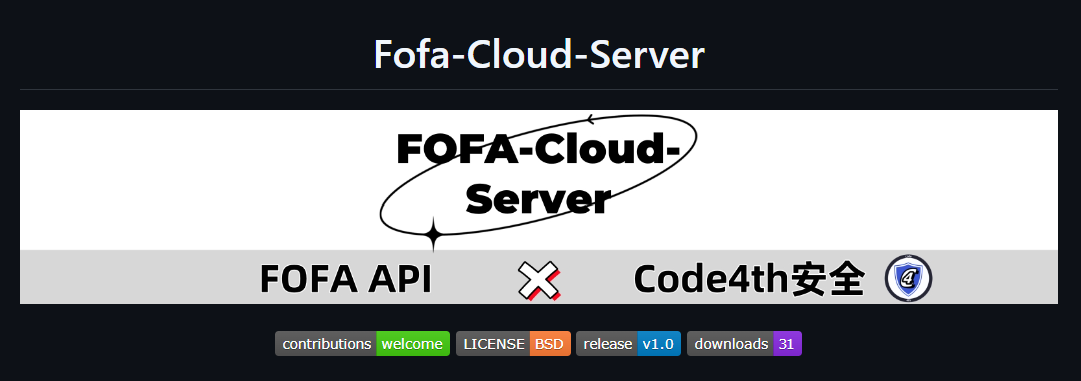 Fofa-Cloud-Server
FOFA-Cloud-
Server
FOFA API
Code4th安全
4
contributions welcome
LICENSE BSD
release v1.0
downloads 31